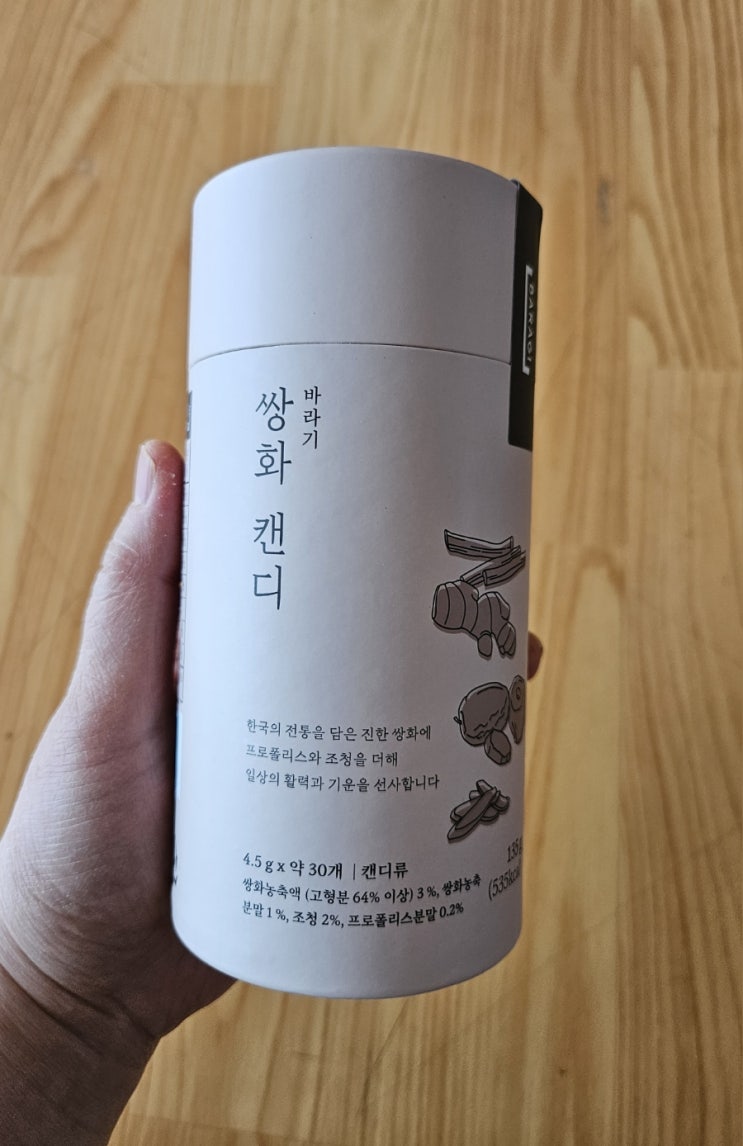 BARAGI
바라기
쌍화 캔디
한국의 전통을 담은 진한 쌍화에
프로폴리스와 조청을 더해
일상의 활력과 기운을 선사합니다
4.5 g x 약 30개 | 캔디류
쌍화농축액 (고형분 64% 이상) 3 %, 쌍화농축
분말 1 %, 조청 2%, 프로폴리스분말 0.2%
135 g
(535kcal